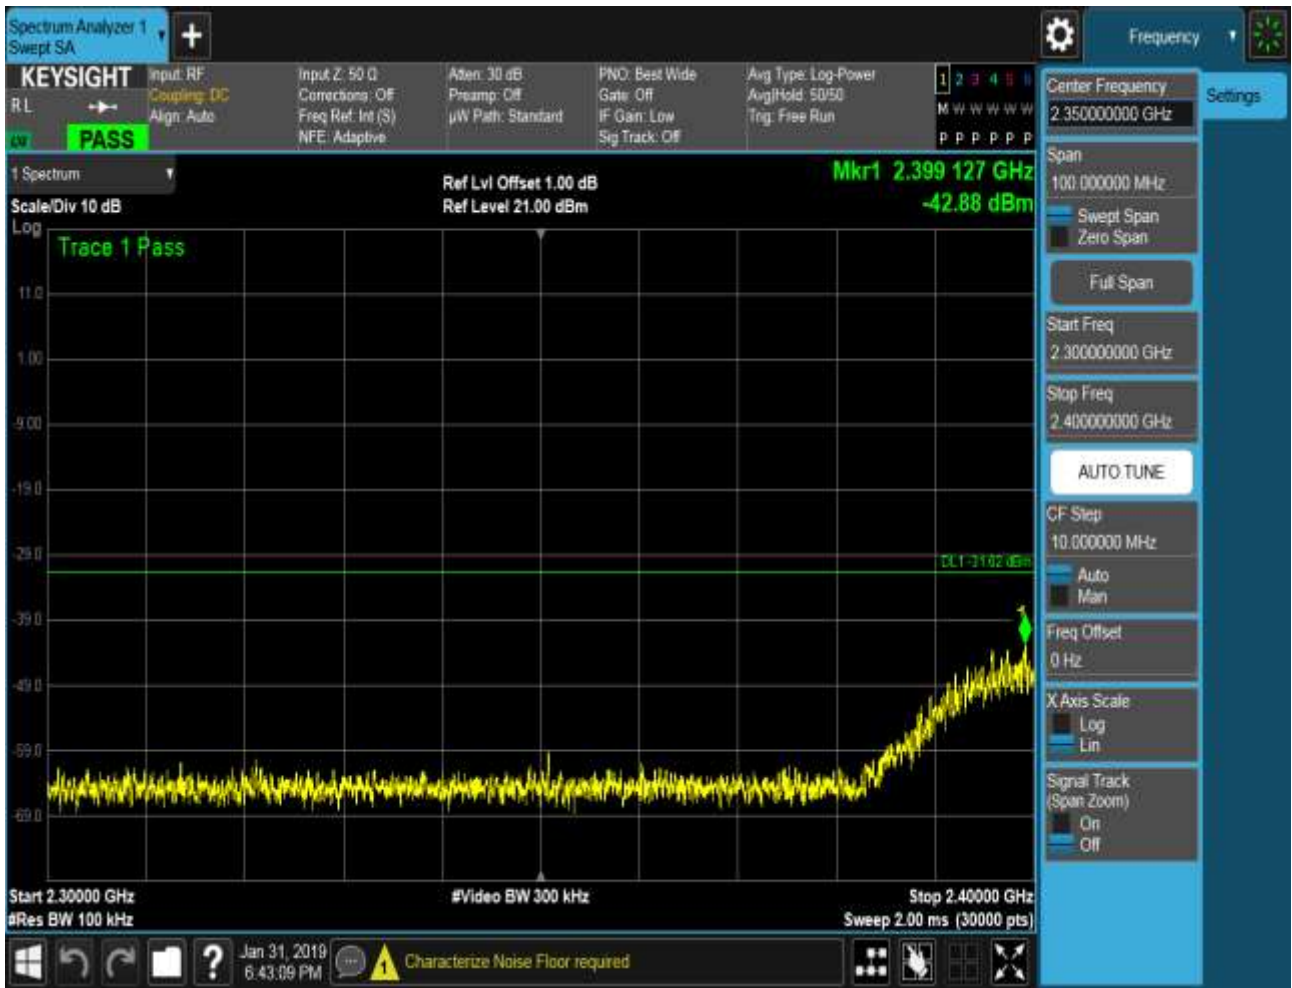 Spectrum Analyzer 1
Swept SA
+
Frequency
KEYSIGHT
R L
PASS
Input: RF
Coupling: DC
Align: Auto
Input Z: 50 Ω
Corrections: Off
Freq Ref: Int (S)
NFE: Adaptive
Atten: 30 dB
Preamp: Off
µW Path: Standard
PNO: Best Wide
Gate: Off
IF Gain: Low
Sig Track: Off
Avg Type: Log-Power
Avg|Hold: 50/50
Trig: Free Run
1 2 3 4 5 6
M W W W W W
P P P P P P
1 Spectrum
Scale/Div 10 dB
Ref Lvl Offset 1.00 dB
Ref Level 21.00 dBm
Mkr1 2.399 127 GHz
-42.88 dBm
Log
Trace 1 Pass
11.0
1.00
-9.00
-19.0
-29.0
-39.0
-49.0
-59.0
-69.0
DL1 -31.62 dBm
1
Start 2.30000 GHz
#Res BW 100 kHz
#Video BW 300 kHz
Stop 2.40000 GHz
Sweep 2.00 ms (30000 pts)
Center Frequency
2.350000000 GHz
Settings
Span
100.000000 MHz
Swept Span
Zero Span
Full Span
Start Freq
2.300000000 GHz
Stop Freq
2.400000000 GHz
AUTO TUNE
CF Step
10.000000 MHz
Auto
Man
Freq Offset
0 Hz
X Axis Scale
Log
Lin
Signal Track
(Span Zoom)
On
Off
?
Jan 31, 2019
6:43:09 PM
1
Characterize Noise Floor required